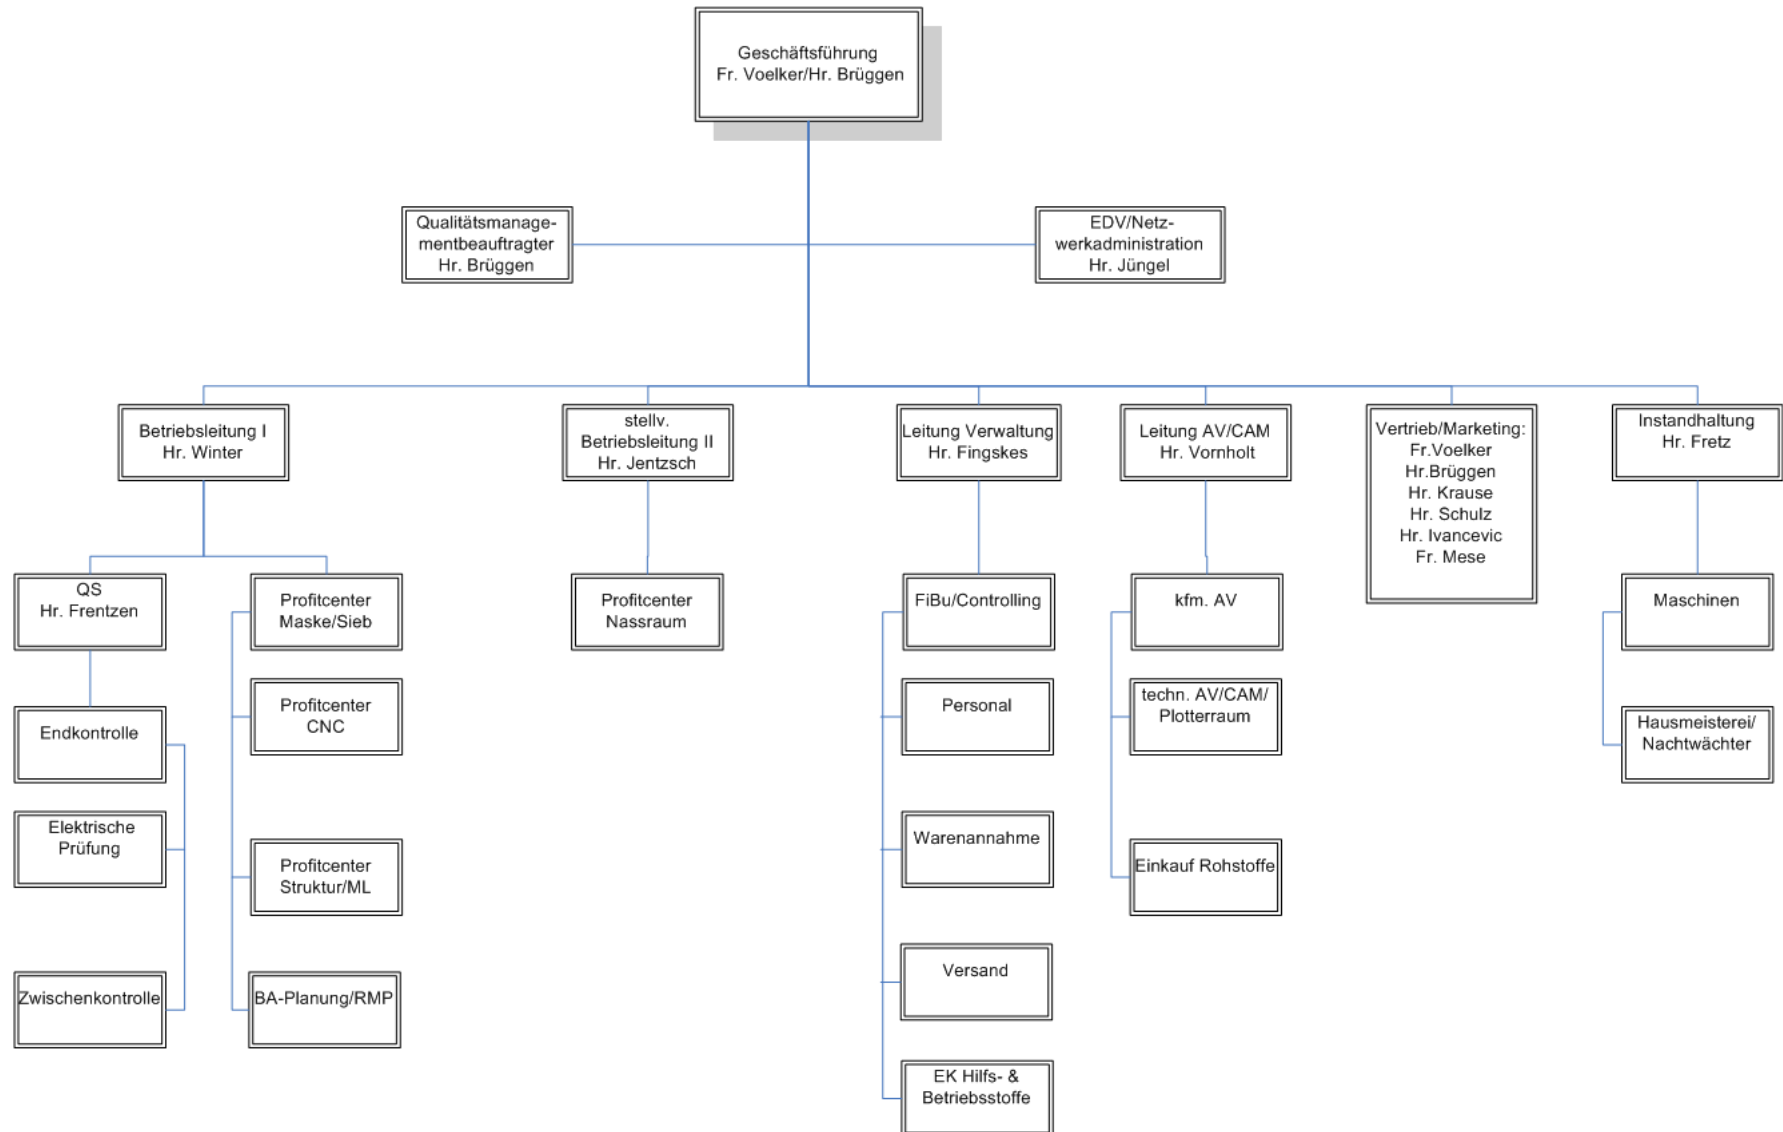 Geschäftsführung
Fr. Voelker/Hr. Brüggen
Qualitätsmanage-
mentbeauftragter
Hr. Brüggen
EDV/Netz-
werkadministration
Hr. Jüngel
Betriebsleitung I
Hr. Winter
stellv.
Betriebsleitung II
Hr. Jentzsch
Leitung Verwaltung
Hr. Fingskes
Leitung AV/CAM
Hr. Vornholt
Vertrieb/Marketing:
Fr.Voelker
Hr.Brüggen
Hr. Krause
Hr. Schulz
Hr. Ivancevic
Fr. Mese
Instandhaltung
Hr. Fretz
QS
Hr. Frentzen
Profitcenter
Maske/Sieb
Profitcenter
Nassraum
FiBu/Controlling
kfm. AV
Maschinen
Endkontrolle
Profitcenter
CNC
Personal
techn. AV/CAM/
Plotterraum
Hausmeisterei/
Nachtwächter
Elektrische
Prüfung
Profitcenter
Struktur/ML
Warenannahme
Einkauf Rohstoffe
Zwischenkontrolle
BA-Planung/RMP
Versand
EK Hilfs- &
Betriebsstoffe